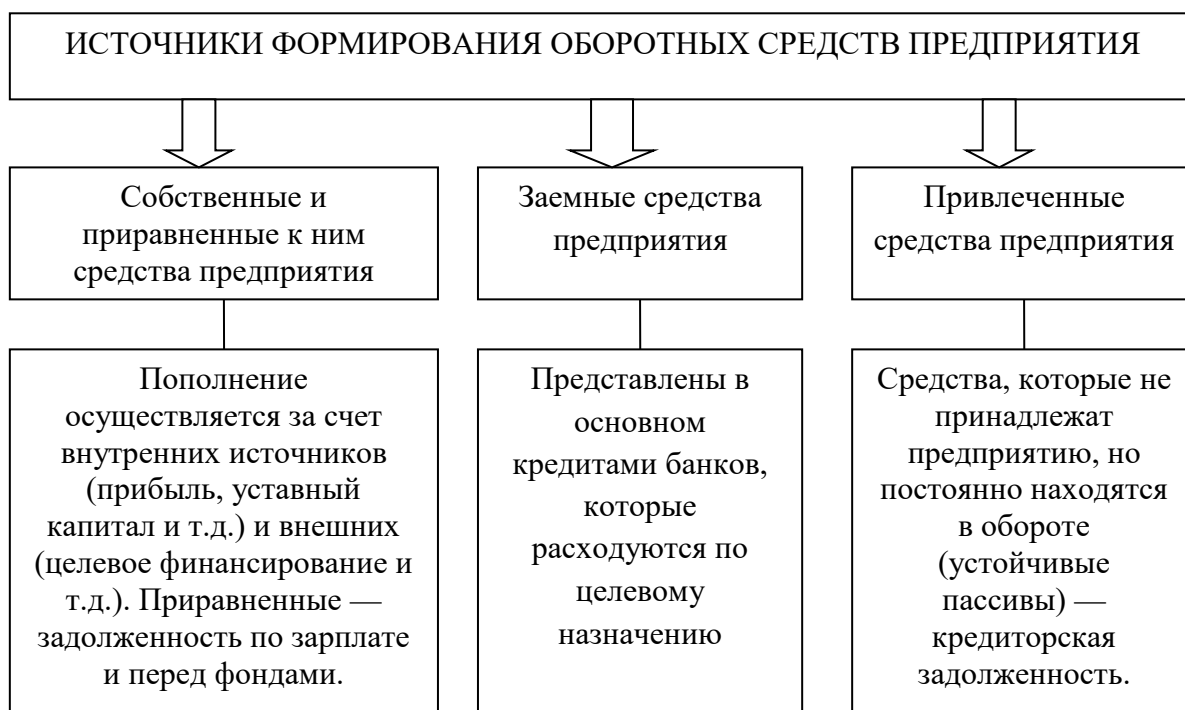 ИСТОЧНИКИ ФОРМИРОВАНИЯ ОБОРОТНЫХ СРЕДСТВ ПРЕДПРИЯТИЯ
Собственные и
приравненные к ним
средства предприятия
Заемные средства
предприятия
Привлеченные
средства предприятия
Пополнение
осуществляется за счет
внутренних источников
(прибыль, уставный
капитал и т.д.) и внешних
(целевое финансирование и
т.д.). Приравненные —
задолженность по зарплате
и перед фондами.
Представлены в
основном
кредитами банков,
которые
расходуются по
целевому
назначению
Средства, которые не
принадлежат
предприятию, но
постоянно находятся
в обороте
(устойчивые
пассивы) —
кредиторская
задолженность.